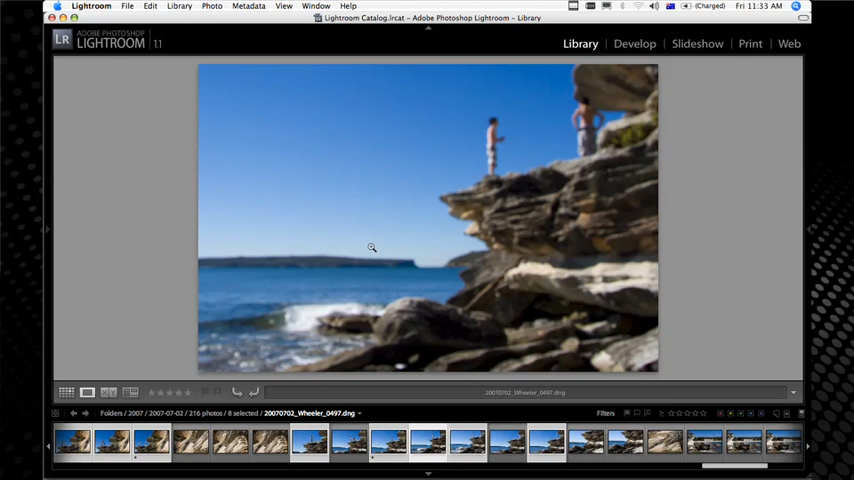 Lightroom File Edit Library Photo Metadata View Window Help (Charged) Fri 11:33 AM
Lightroom Catalog.lrcat - Adobe Photoshop Lightroom - Library
LR ADOBE PHOTOSHOP LIGHTROOM 1.1 Library Develop Slideshow Print Web
XY 20070702_Wheeler_0497.dng
Folders / 2007 / 2007-07-02 / 216 photos / 8 selected / 20070702_Wheeler_0497.dng Filters